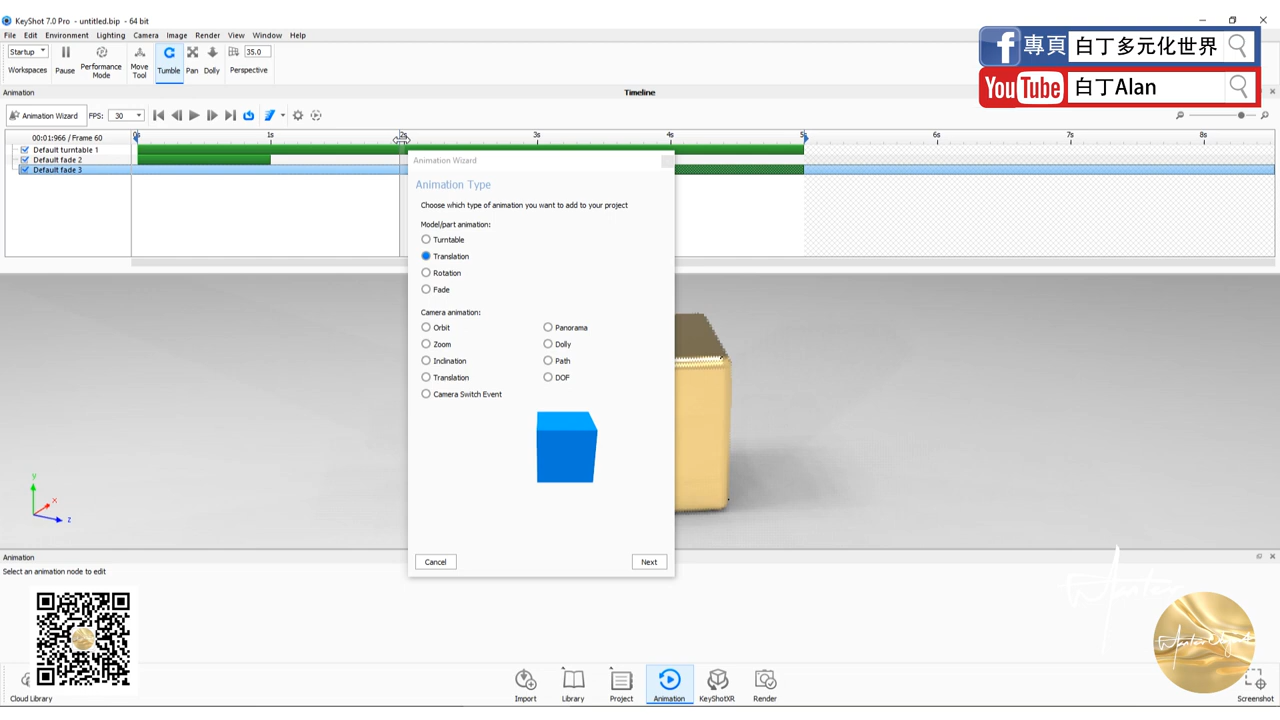 KeyShot 7.0 Pro - untitled.bip - 64 bit
File Edit Environment Lighting Camera Image Render View Window Help
Startup 35.0
Workspaces Pause Performance Mode Move Tool Tumble Pan Dolly Perspective
f 專頁 白丁多元化世界
YouTube 白丁Alan
Animation Timeline
Animation Wizard FPS: 30
00:01:966 / Frame 60 0s 1s 2s 3s 4s 5s 6s 7s 8s
Default turntable 1
Default fade 2
Default fade 3
Animation Wizard
Animation Type
Choose which type of animation you want to add to your project
Model/part animation:
Turntable
Translation
Rotation
Fade
Camera animation:
Orbit Panorama
Zoom Dolly
Inclination Path
Translation DOF
Camera Switch Event
Cancel Next
y
x
z
Animation
Select an animation node to edit
Cloud Library Import Library Project Animation KeyShotXR Render Screenshot